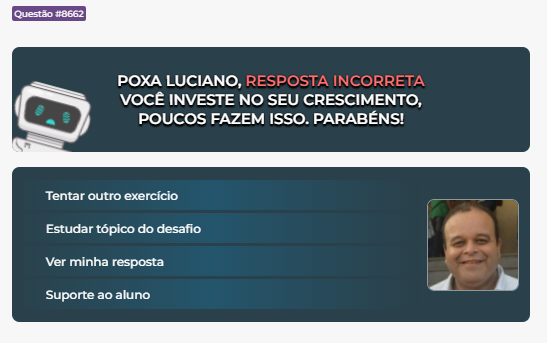 Questão #8662
POXA LUCIANO, RESPOSTA INCORRETA
VOCÊ INVESTE NO SEU CRESCIMENTO,
POUCOS FAZEM ISSO. PARABÉNS!
Tentar outro exercício
Estudar tópico do desafio
Ver minha resposta
Suporte ao aluno